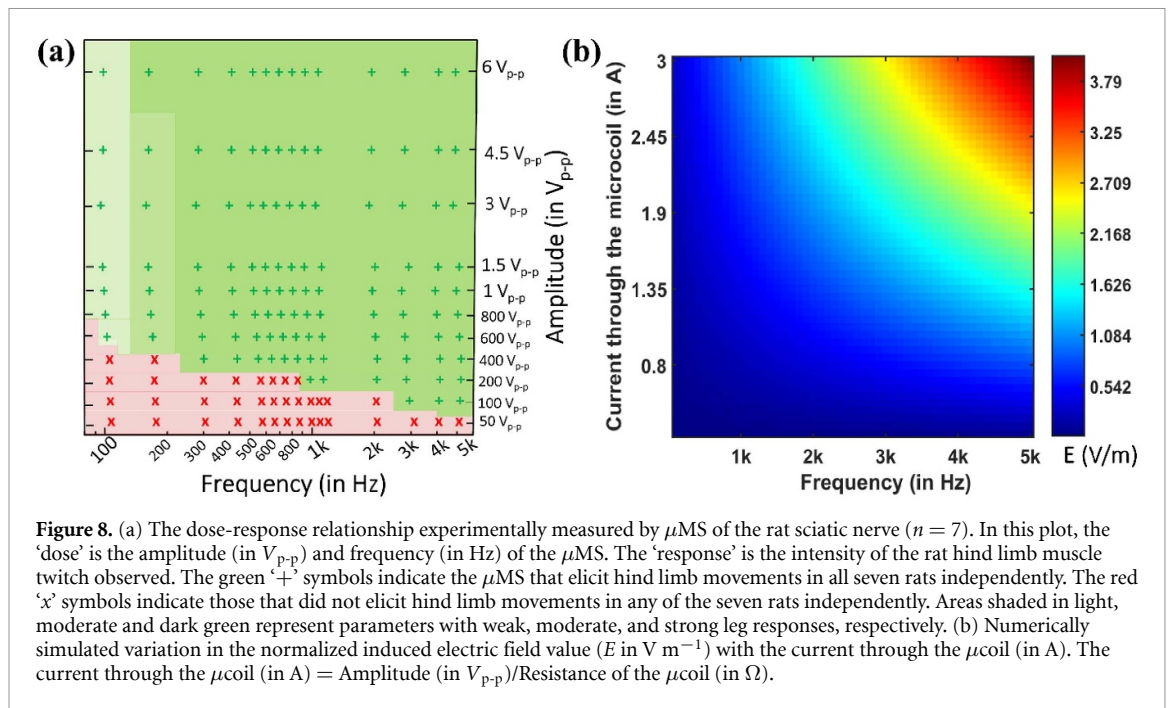 (a)
6 Vp-p
4.5 Vp-p
3 Vp-p
1.5 Vp-p
1 Vp-p
800 Vp-p
600 Vp-p
400 Vp-p
200 Vp-p
100 Vp-p
50 Vp-p
Amplitude (in Vp-p)
100 200 300 400 500 600 800 1k 2k 3k 4k 5k
Frequency (in Hz)
(b)
Current through the microcoil (in A)
3
2.45
1.9
1.35
0.8
1k 2k 3k 4k 5k
Frequency (in Hz)
3.79
3.25
2.709
2.168
1.626
1.084
0.542
E (V/m)
Figure 8. (a) The dose-response relationship experimentally measured by μMS of the rat sciatic nerve (n = 7). In this plot, the
‘dose’ is the amplitude (in Vp-p) and frequency (in Hz) of the μMS. The ‘response’ is the intensity of the rat hind limb muscle
twitch observed. The green ‘+’ symbols indicate the μMS that elicit hind limb movements in all seven rats independently. The red
‘x’ symbols indicate those that did not elicit hind limb movements in any of the seven rats independently. Areas shaded in light,
moderate and dark green represent parameters with weak, moderate, and strong leg responses, respectively. (b) Numerically
simulated variation in the normalized induced electric field value (E in V m−1) with the current through the μcoil (in A). The
current through the μcoil (in A) = Amplitude (in Vp-p)/Resistance of the μcoil (in Ω).